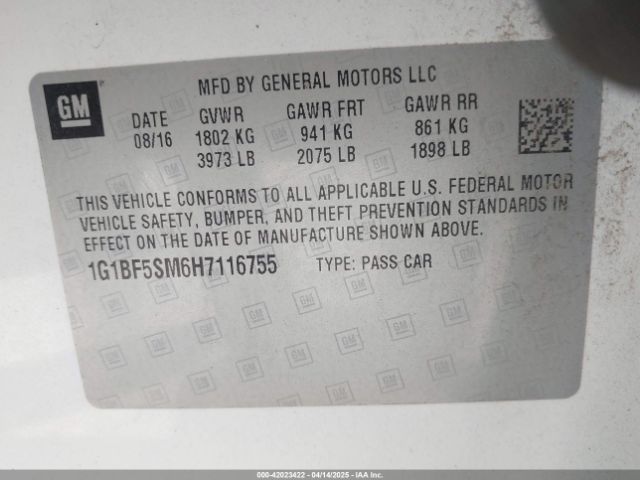 GM
MFD BY GENERAL MOTORS LLC
DATE GVWR GAWR FRT GAWR RR
08/16 1802 KG 941 KG 861 KG
3973 LB 2075 LB 1898 LB
THIS VEHICLE CONFORMS TO ALL APPLICABLE U.S. FEDERAL MOTOR
VEHICLE SAFETY, BUMPER, AND THEFT PREVENTION STANDARDS IN
EFFECT ON THE DATE OF MANUFACTURE SHOWN ABOVE.
1G1BF5SM6H7116755 TYPE: PASS CAR
000-42023422 - 04/14/2025 - IAA Inc.